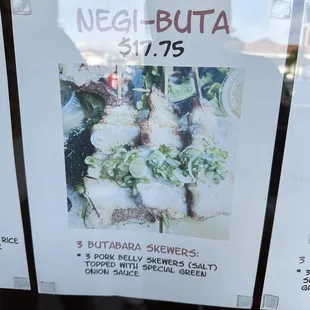 NEGI-BUTA
$17.75
3 BUTABARA SKEWERS:
* 3 PORK BELLY SKEWERS (SALT)
TOPPED WITH SPECIAL GREEN
ONION SAUCE
RICE
3
*